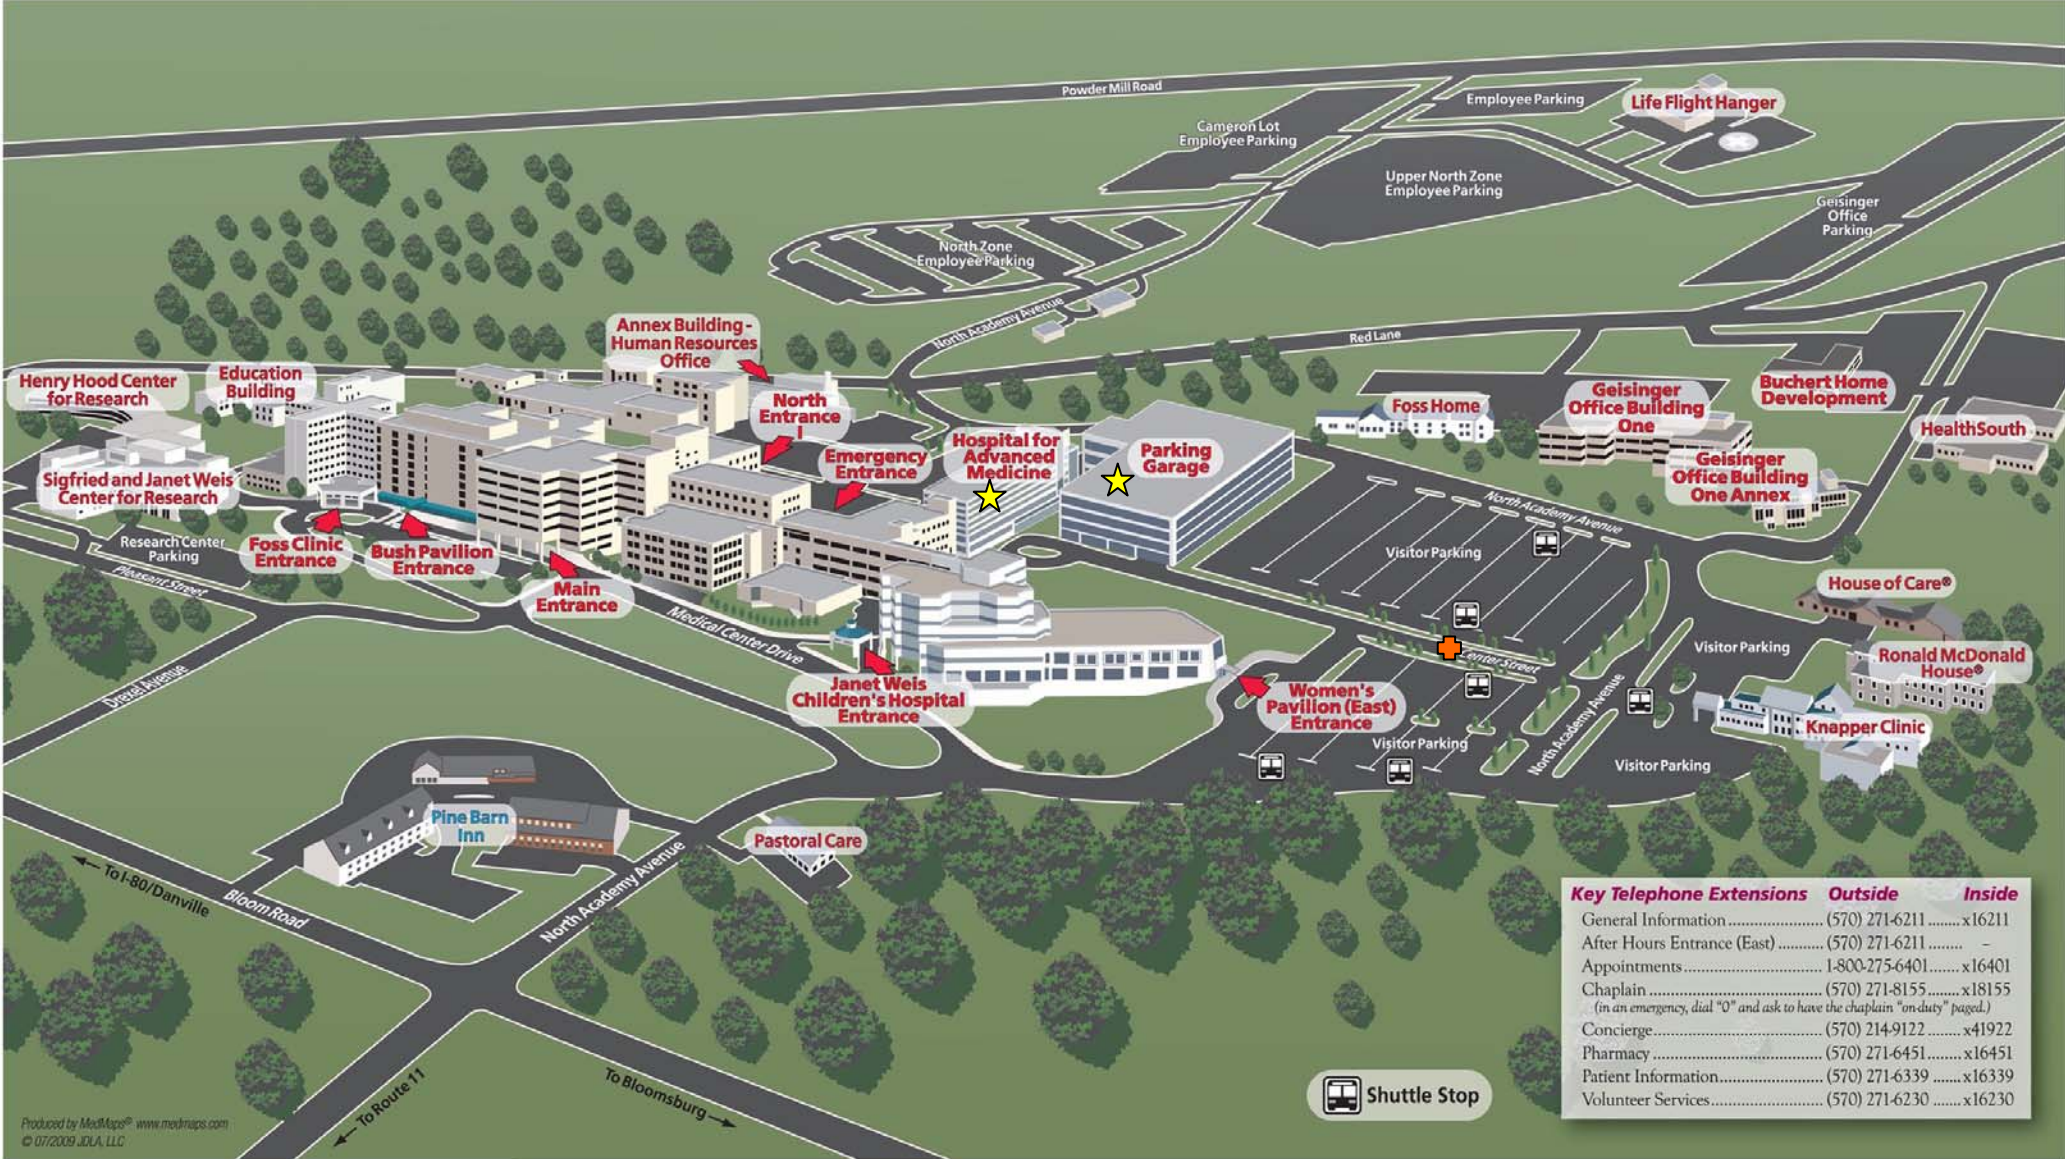 Powder Mill Road
Employee Parking
Life Flight Hanger
Cameron Lot
Employee Parking
Upper North Zone
Employee Parking
Geisinger
Office
Parking
North Zone
Employee Parking
North Academy Avenue
Red Lane
Annex Building-
Human Resources
Office
Henry Hood Center
for Research
Education
Building
North
Entrance
Emergency
Entrance
Hospital for
Advanced
Medicine
Parking
Garage
Foss Home
Geisinger
Office Building
One
Buchert Home
Development
HealthSouth
Geisinger
Office Building
One Annex
Sigfried and Janet Weis
Center for Research
North Academy Avenue
Research Center
Parking
Foss Clinic
Entrance
Bush Pavilion
Entrance
Visitor Parking
Pleasant Street
Main
Entrance
House of Care®
Medical Center Drive
Visitor Parking
Center Street
Ronald McDonald
House®
Drexel Avenue
Janet Weis
Children's Hospital
Entrance
Women's
Pavilion (East)
Entrance
North Academy Avenue
Knapper Clinic
Visitor Parking
Visitor Parking
Pine Barn
Inn
Pastoral Care
To I-80/Danville
Bloom Road
North Academy Avenue
To Route 11
To Bloomsburg
Shuttle Stop
Key Telephone Extensions Outside Inside
General Information .................... (570) 271-6211 ....... x16211
After Hours Entrance (East) .......... (570) 271-6211 ....... –
Appointments .............................. 1-800-275-6401 ....... x16401
Chaplain ..................................... (570) 271-8155 ....... x18155
(in an emergency, dial "0" and ask to have the chaplain "on-duty" paged.)
Concierge .................................... (570) 214-9122 ....... x41922
Pharmacy .................................... (570) 271-6451 ....... x16451
Patient Information ...................... (570) 271-6339 ...... x16339
Volunteer Services ........................ (570) 271-6230 ...... x16230
Produced by MedMaps® www.medmaps.com
© 07/2009 JDLA, LLC